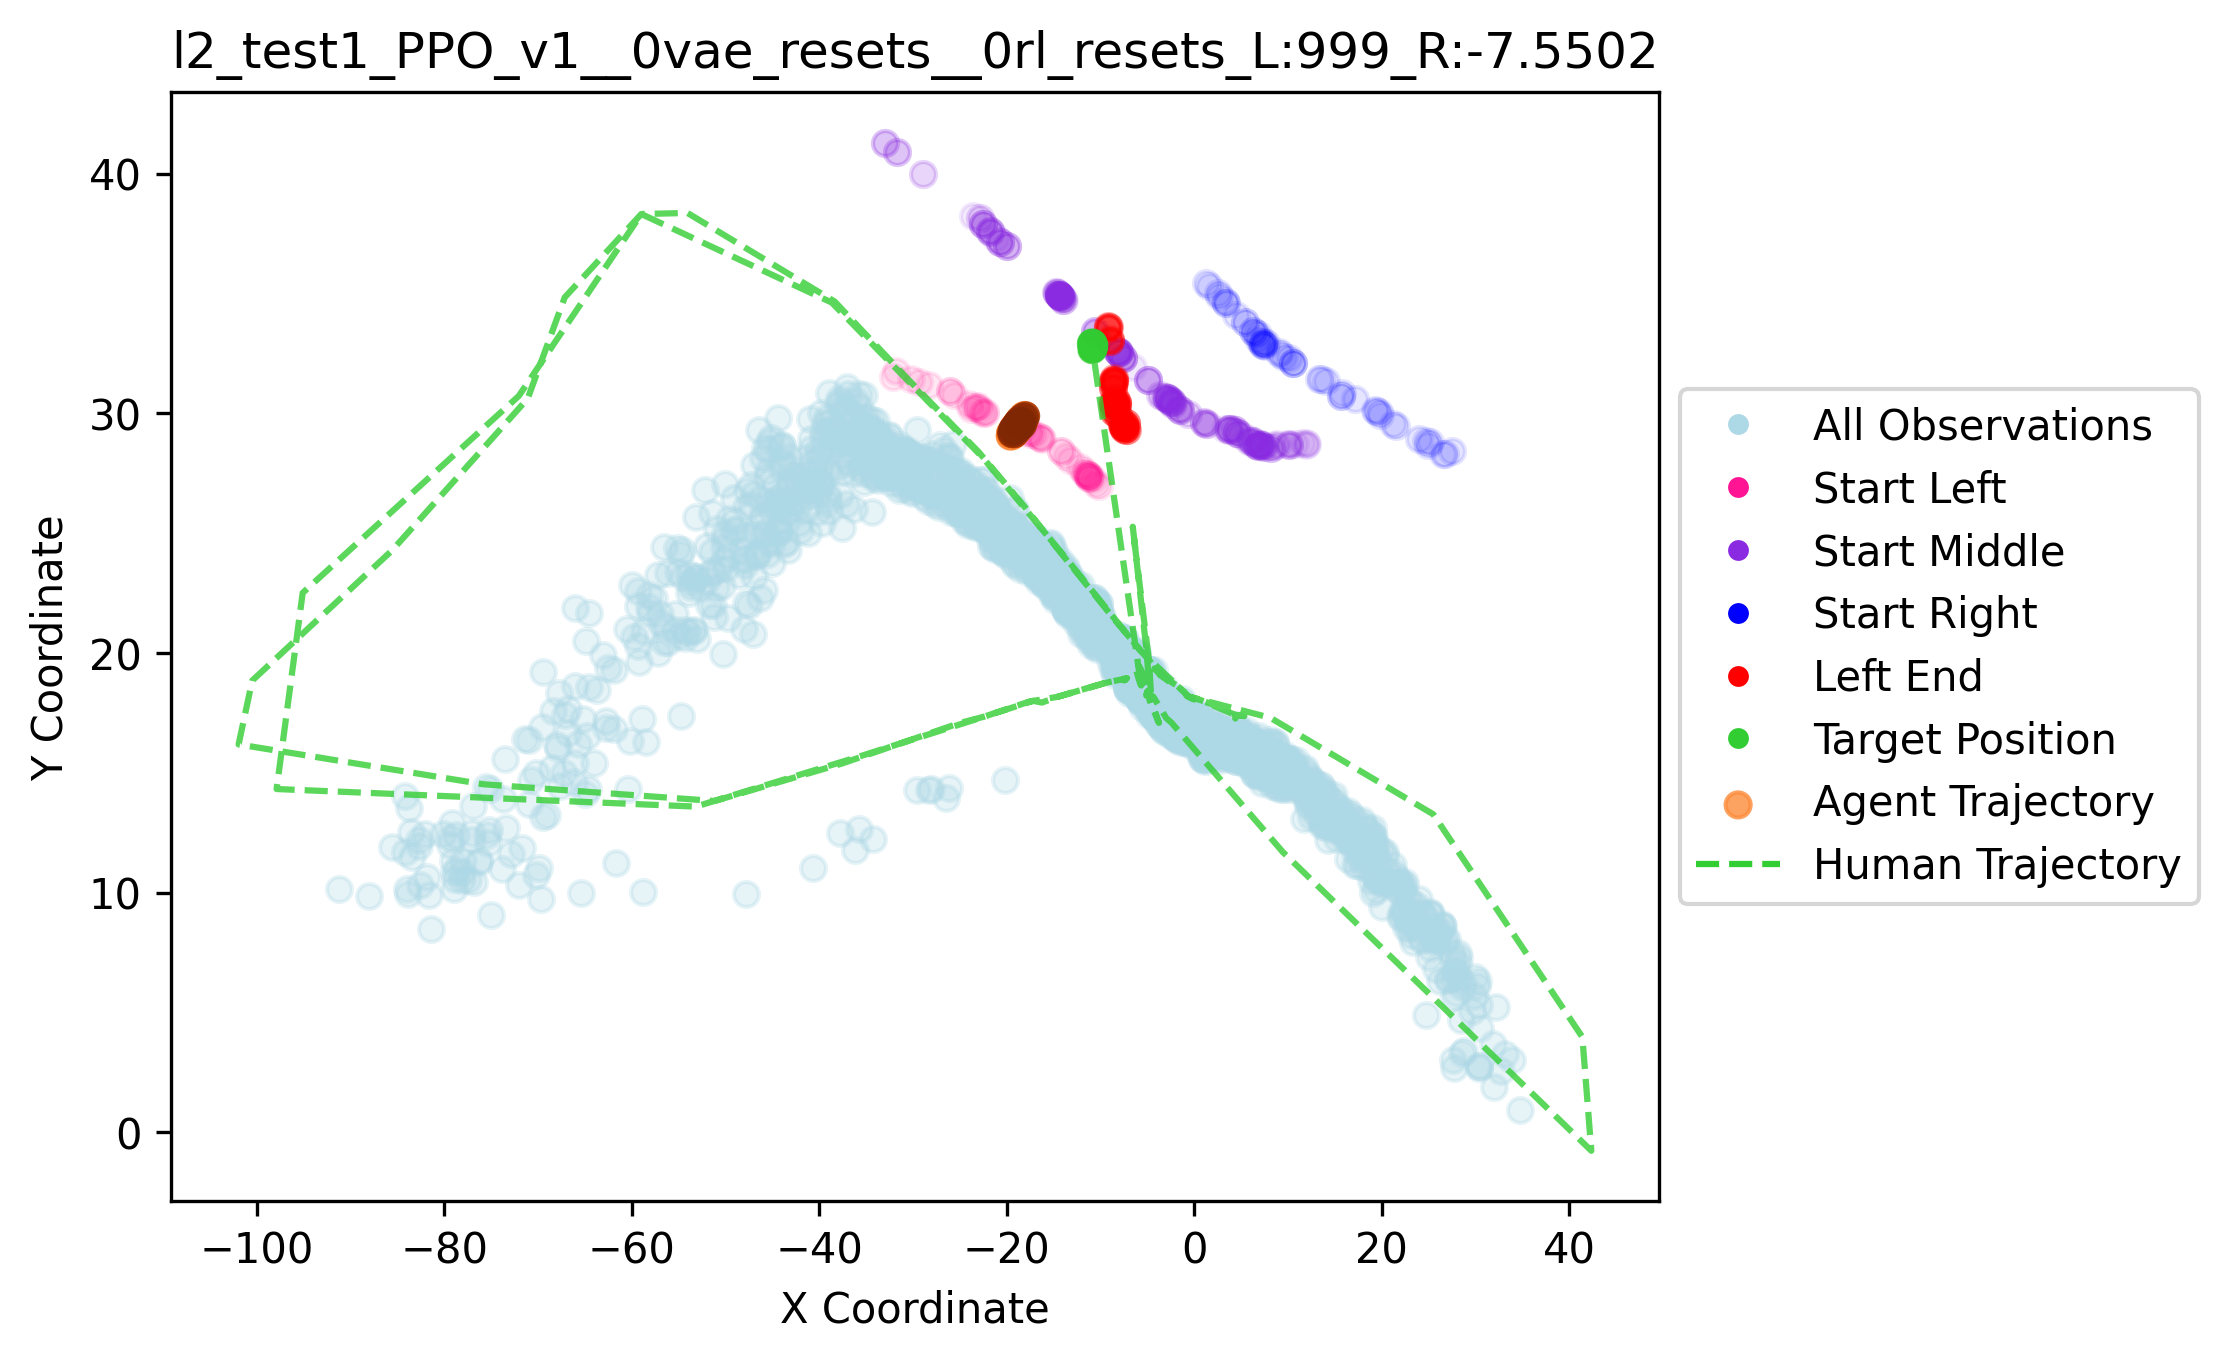 l2_test1_PPO_v1__0vae_resets__0rl_resets_L:999_R:-7.5502
40
30
20
10
0
Y Coordinate
−100
−80
−60
−40
−20
0
20
40
X Coordinate
All Observations
Start Left
Start Middle
Start Right
Left End
Target Position
Agent Trajectory
Human Trajectory